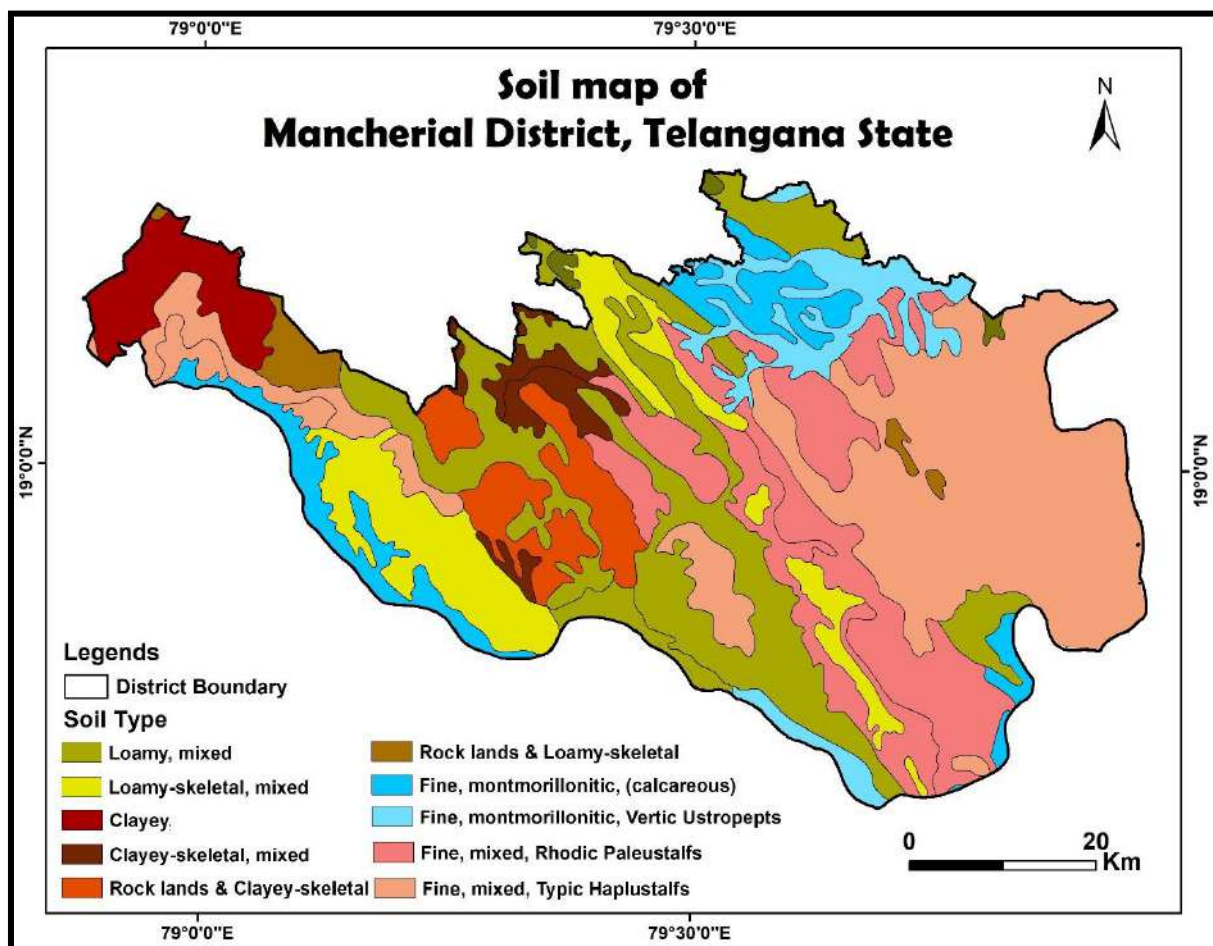 79°0'0"E
79°30'0"E
Soil map of
Mancherial District, Telangana State
N
19°0'0"N
19°0'0"N
Legends
District Boundary
Soil Type
Loamy, mixed
Loamy-skeletal, mixed
Clayey
Clayey-skeletal, mixed
Rock lands & Clayey-skeletal
Rock lands & Loamy-skeletal
Fine, montmorillonitic, (calcareous)
Fine, montmorillonitic, Vertic Ustropepts
Fine, mixed, Rhodic Paleustalfs
Fine, mixed, Typic Haplustalfs
0 20
Km
79°0'0"E
79°30'0"E